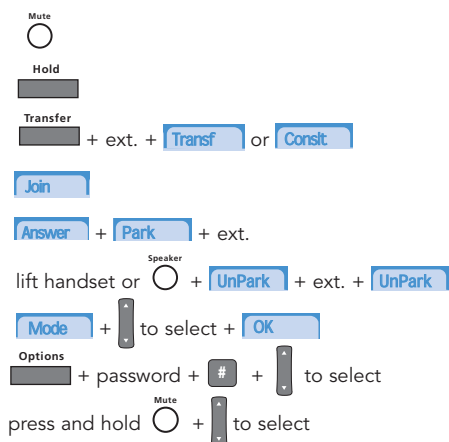 Mute
Hold
Transfer
+ ext. + Transf or Conslt
Join
Answer + Park + ext.
Speaker
lift handset or + UnPark + ext. + UnPark
Mode + to select + OK
Options
+ password + # + to select
Mute
press and hold + to select